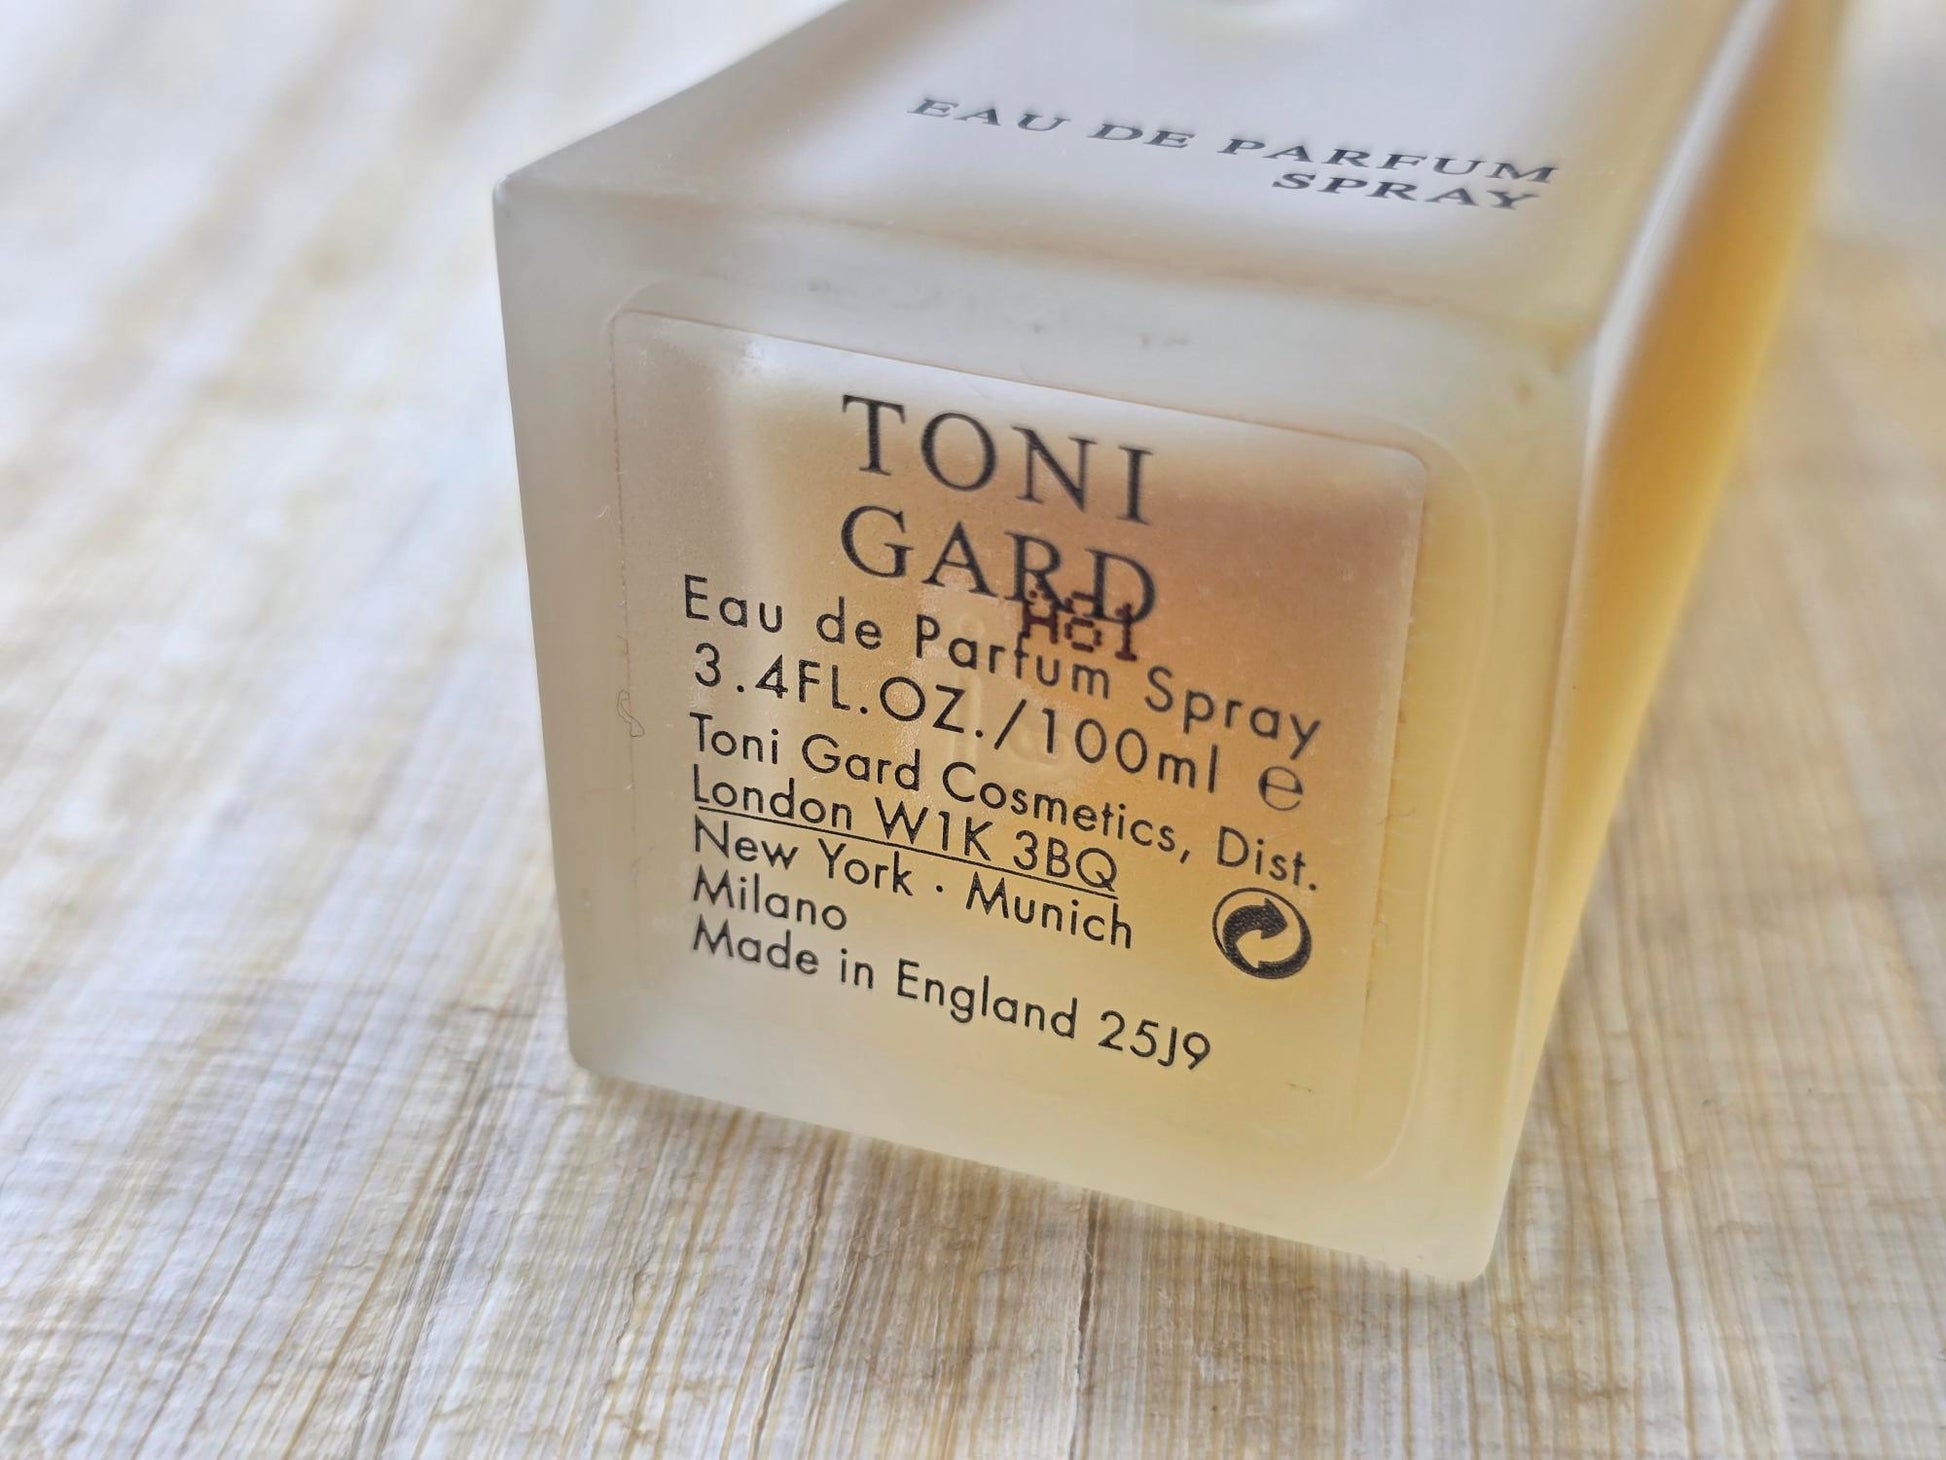 EAU DE PARFUM
SPRAY
TONI
GARD
Eau de Parfum Spray
3.4FL.OZ./100ml ℮
Toni Gard Cosmetics, Dist.
London W1K 3BQ
New York · Munich
Milano
Made in England 25J9